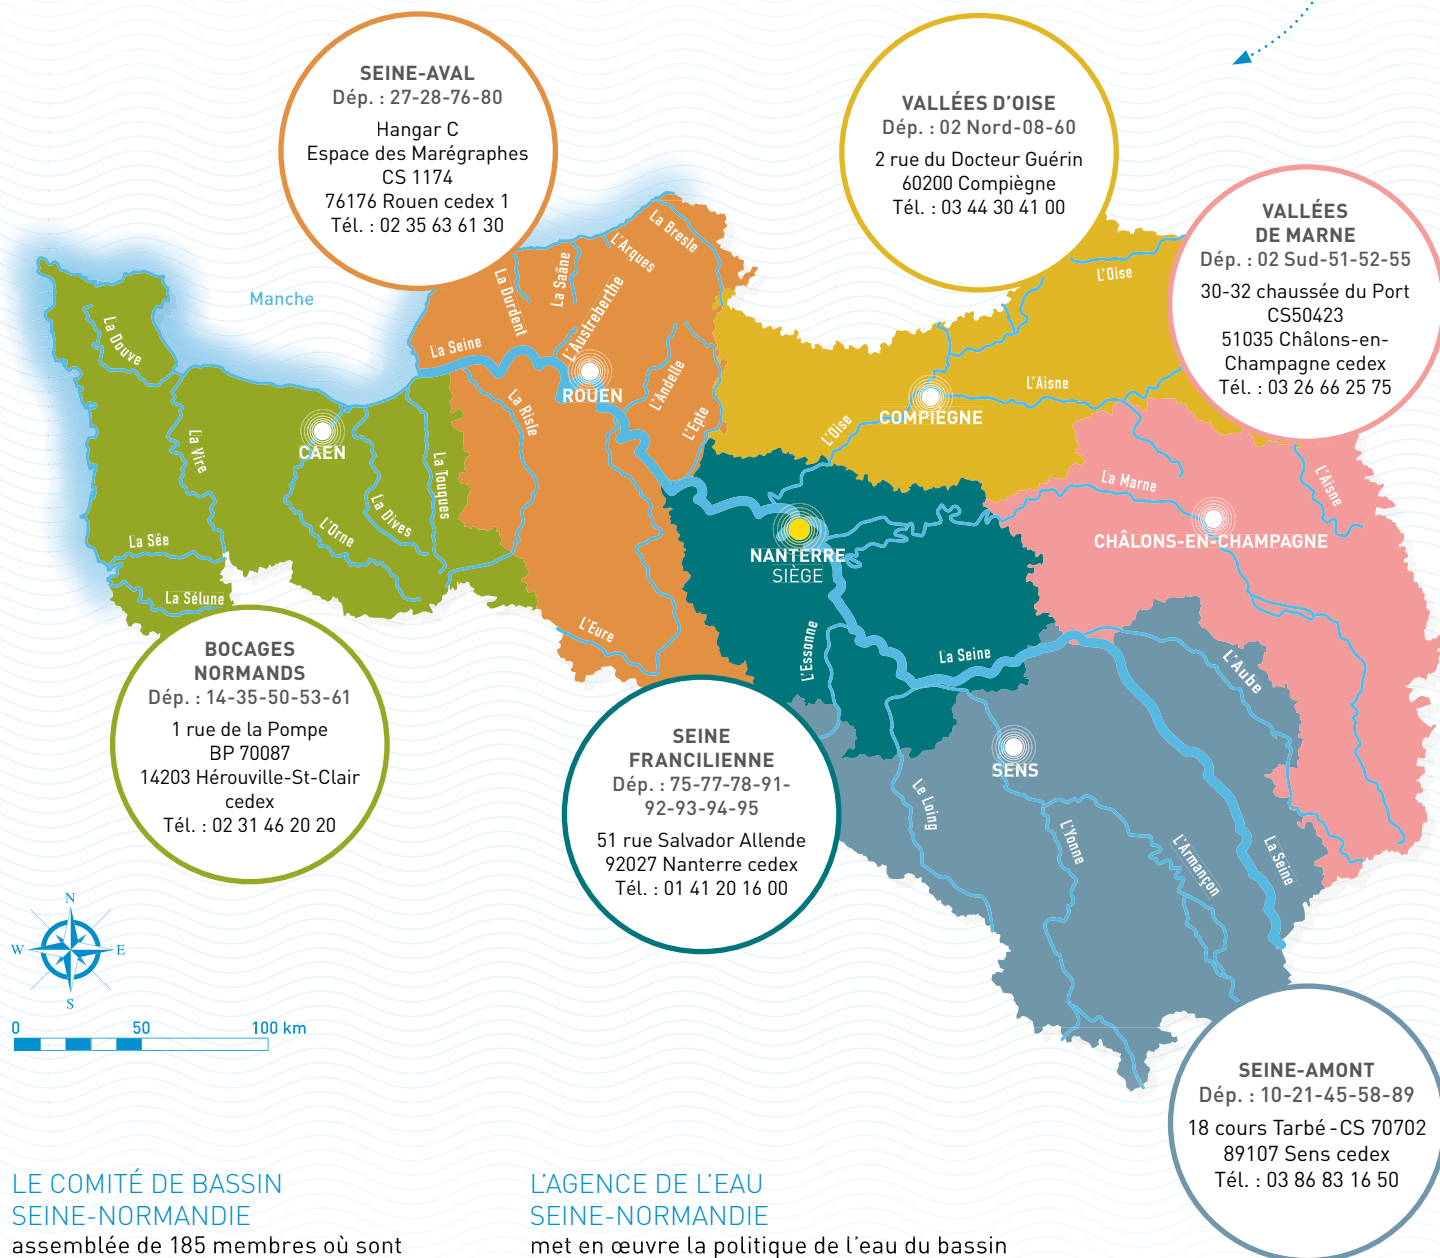 SEINE-AVAL
Dép. : 27-28-76-80
Hangar C
Espace des Marégraphes
CS 1174
76176 Rouen cedex 1
Tél. : 02 35 63 61 30
VALLÉES D'OISE
Dép. : 02 Nord-08-60
2 rue du Docteur Guérin
60200 Compiègne
Tél. : 03 44 30 41 00
VALLÉES
DE MARNE
Dép. : 02 Sud-51-52-55
30-32 chaussée du Port
CS50423
51035 Châlons-en-
Champagne cedex
Tél. : 03 26 66 25 75
Manche
La Bresle
L'Arques
La Saâne
La Durdent
L'Austreberthe
La Seine
ROUEN
L'Andelle
L'Epte
La Risle
L'Oise
L'Aisne
COMPIÈGNE
L'Oise
La Douve
La Vire
CAEN
La Touques
La Dives
L'Orne
La Sée
La Sélune
L'Eure
NANTERRE
SIÈGE
La Marne
L'Aisne
CHÂLONS-EN-CHAMPAGNE
L'Essonne
La Seine
L'Aube
SENS
Le Loing
L'Yonne
L'Armançon
La Seine
BOCAGES
NORMANDS
Dép. : 14-35-50-53-61
1 rue de la Pompe
BP 70087
14203 Hérouville-St-Clair
cedex
Tél. : 02 31 46 20 20
SEINE
FRANCILIENNE
Dép. : 75-77-78-91-
92-93-94-95
51 rue Salvador Allende
92027 Nanterre cedex
Tél. : 01 41 20 16 00
N
W E
S
0 50 100 km
SEINE-AMONT
Dép. : 10-21-45-58-89
18 cours Tarbé - CS 70702
89107 Sens cedex
Tél. : 03 86 83 16 50
LE COMITÉ DE BASSIN
SEINE-NORMANDIE
assemblée de 185 membres où sont
L'AGENCE DE L'EAU
SEINE-NORMANDIE
met en œuvre la politique de l'eau du bassin